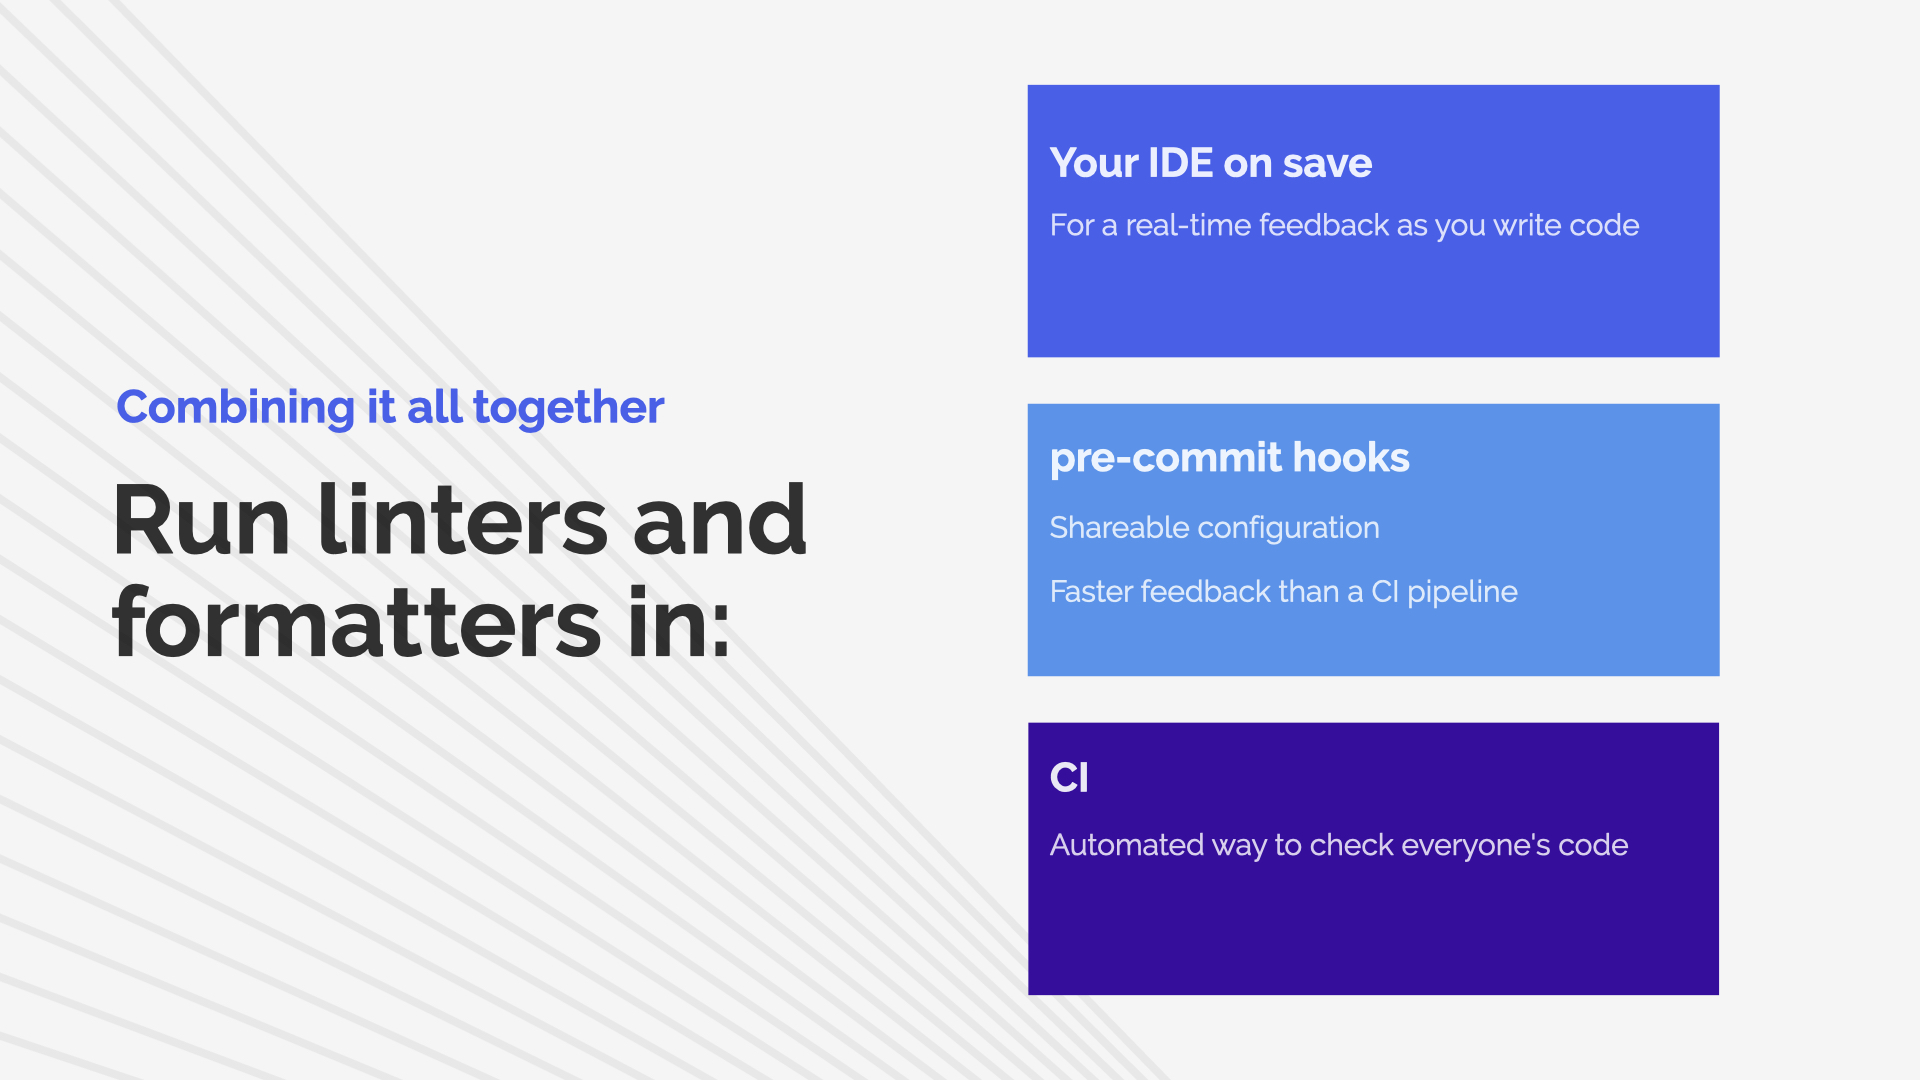 Combining it all together
Run linters and
formatters in:
Your IDE on save
For a real-time feedback as you write code
pre-commit hooks
Shareable configuration
Faster feedback than a CI pipeline
CI
Automated way to check everyone's code